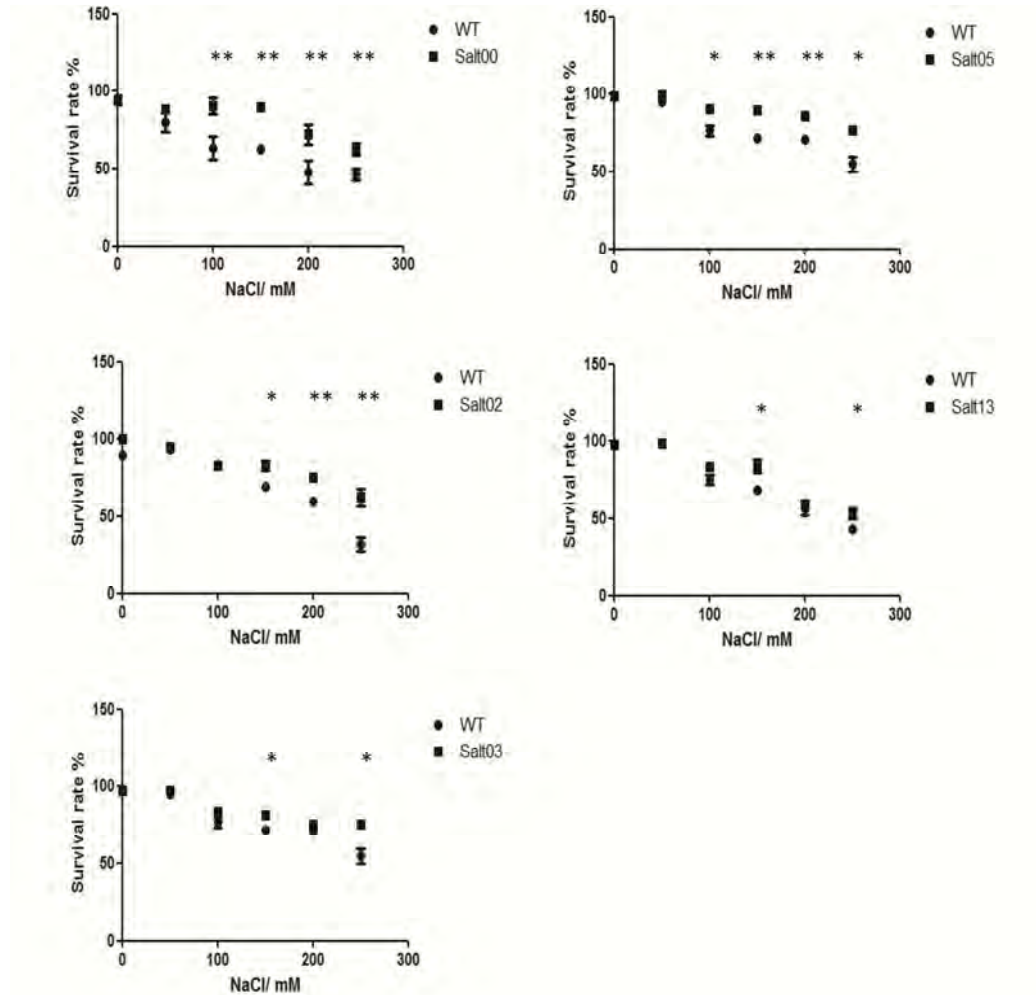 150
100
50
0
Survival rate %
** ** ** **
WT
Salt00
0 100 200 300
NaCl/ mM
150
100
50
0
Survival rate %
* ** ** *
WT
Salt05
0 100 200 300
NaCl/ mM
150
100
50
0
Survival rate %
* ** **
WT
Salt02
0 100 200 300
NaCl/ mM
150
100
50
0
Survival rate %
* *
WT
Salt13
0 100 200 300
NaCl/ mM
150
100
50
0
Survival rate %
* *
WT
Salt03
0 100 200 300
NaCl/ mM